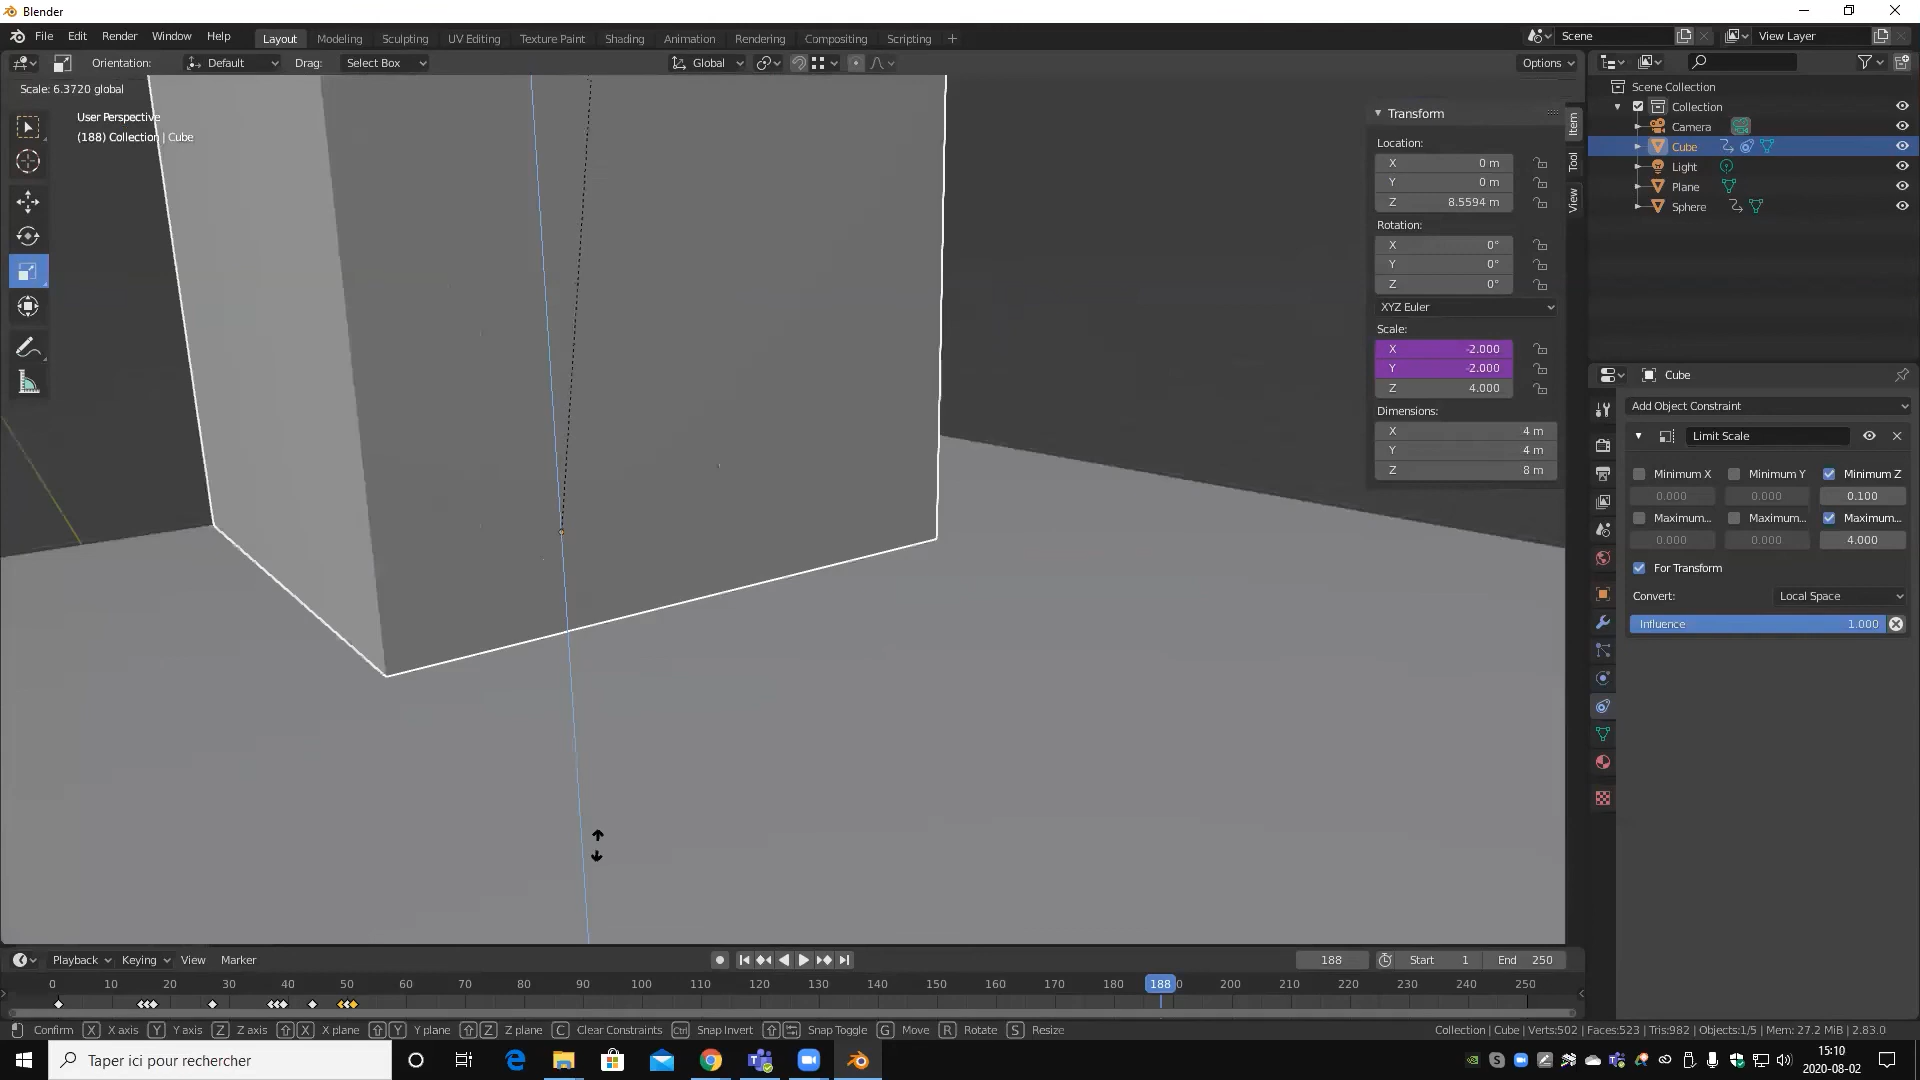 Blender
File Edit Render Window Help Layout Modeling Sculpting UV Editing Texture Paint Shading Animation Rendering Compositing Scripting + Scene View Layer
Orientation: Default Drag: Select Box Global Options
Scale: 6.3720 global
User Perspective
(188) Collection | Cube
Transform
Location:
X 0 m
Y 0 m
Z 8.5594 m
Rotation:
X 0°
Y 0°
Z 0°
XYZ Euler
Scale:
X -2.000
Y -2.000
Z 4.000
Dimensions:
X 4 m
Y 4 m
Z 8 m
Item
Tool
View
Scene Collection
Collection
Camera
Cube
Light
Plane
Sphere
Cube
Add Object Constraint
Limit Scale
Minimum X Minimum Y Minimum Z
0.000 0.000 0.100
Maximum... Maximum... Maximum...
0.000 0.000 4.000
For Transform
Convert: Local Space
Influence 1.000
Playback Keying View Marker 188 Start 1 End 250
0 10 20 30 40 50 60 70 80 90 100 110 120 130 140 150 160 170 180 188 0 200 210 220 230 240 250
Confirm X X axis Y Y axis Z Z axis X X plane Y Y plane Z Z plane C Clear Constraints Ctrl Snap Invert Snap Toggle G Move R Rotate S Resize Collection | Cube | Verts:502 | Faces:523 | Tris:982 | Objects:1/5 | Mem: 27.2 MiB | 2.83.0
Taper ici pour rechercher
15:10
2020-08-02